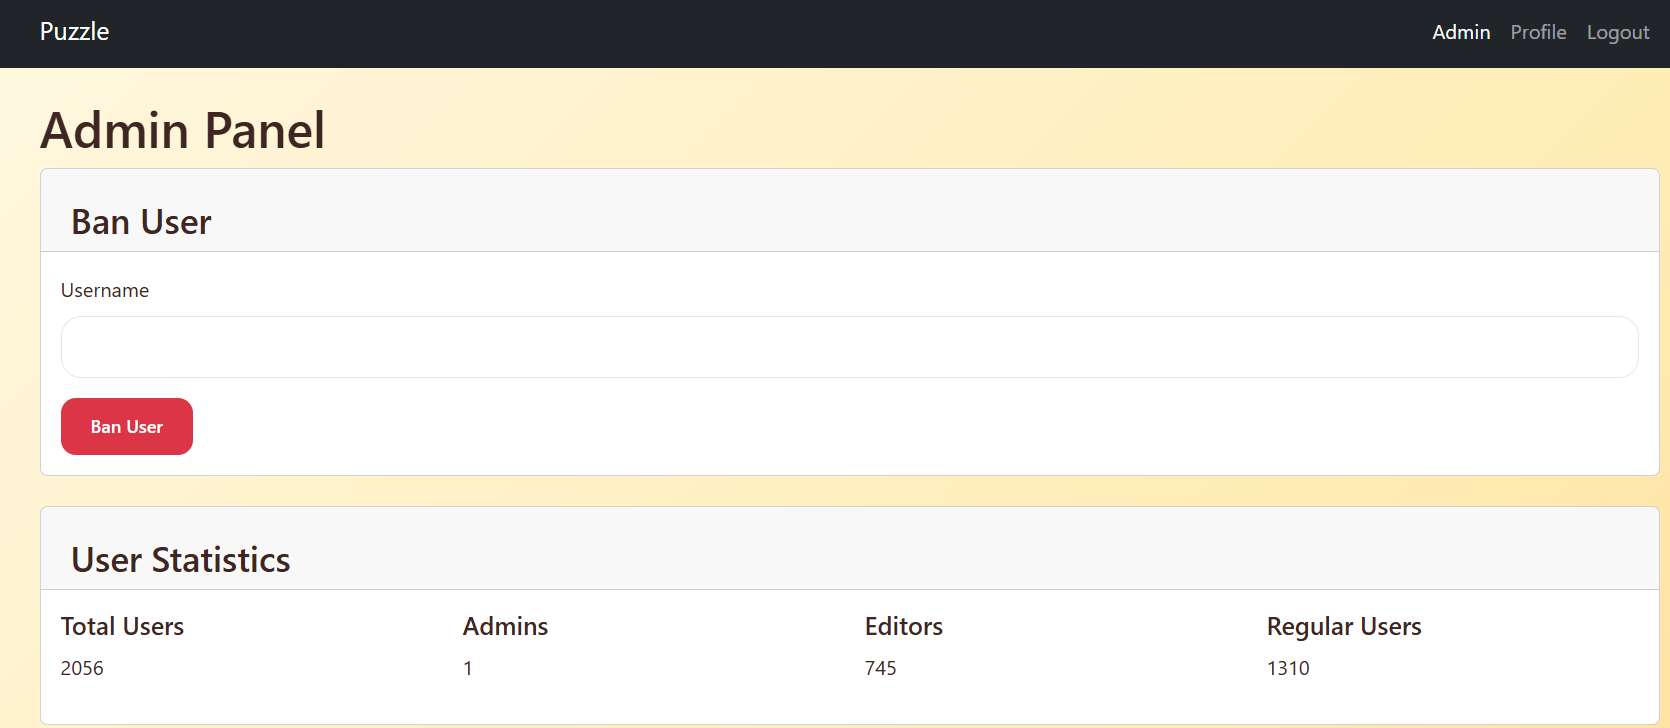 Puzzle Admin Profile Logout
Admin Panel
Ban User
Username
Ban User
User Statistics
Total Users Admins Editors Regular Users
2056 1 745 1310